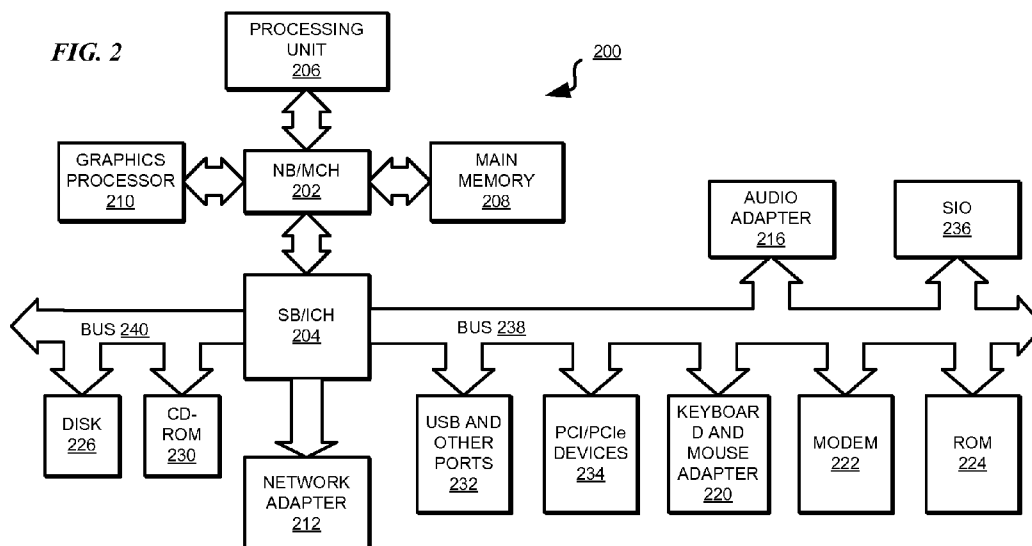 FIG. 2
PROCESSING
UNIT
206
200
GRAPHICS
PROCESSOR
210
NB/MCH
202
MAIN
MEMORY
208
AUDIO
ADAPTER
216
SIO
236
SB/ICH
204
BUS 240
BUS 238
DISK
226
CD-
ROM
230
USB AND
OTHER
PORTS
232
PCI/PCIe
DEVICES
234
KEYBOAR
D AND
MOUSE
ADAPTER
220
MODEM
222
ROM
224
NETWORK
ADAPTER
212